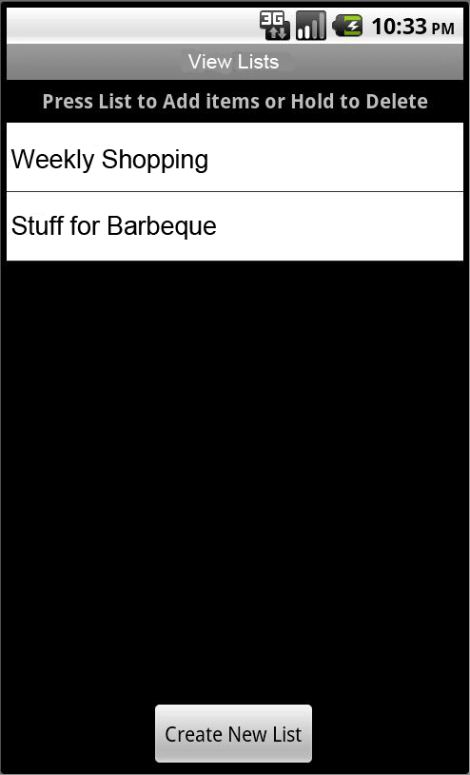 3G 10:33 PM
View Lists
Press List to Add items or Hold to Delete
Weekly Shopping
Stuff for Barbeque
Create New List